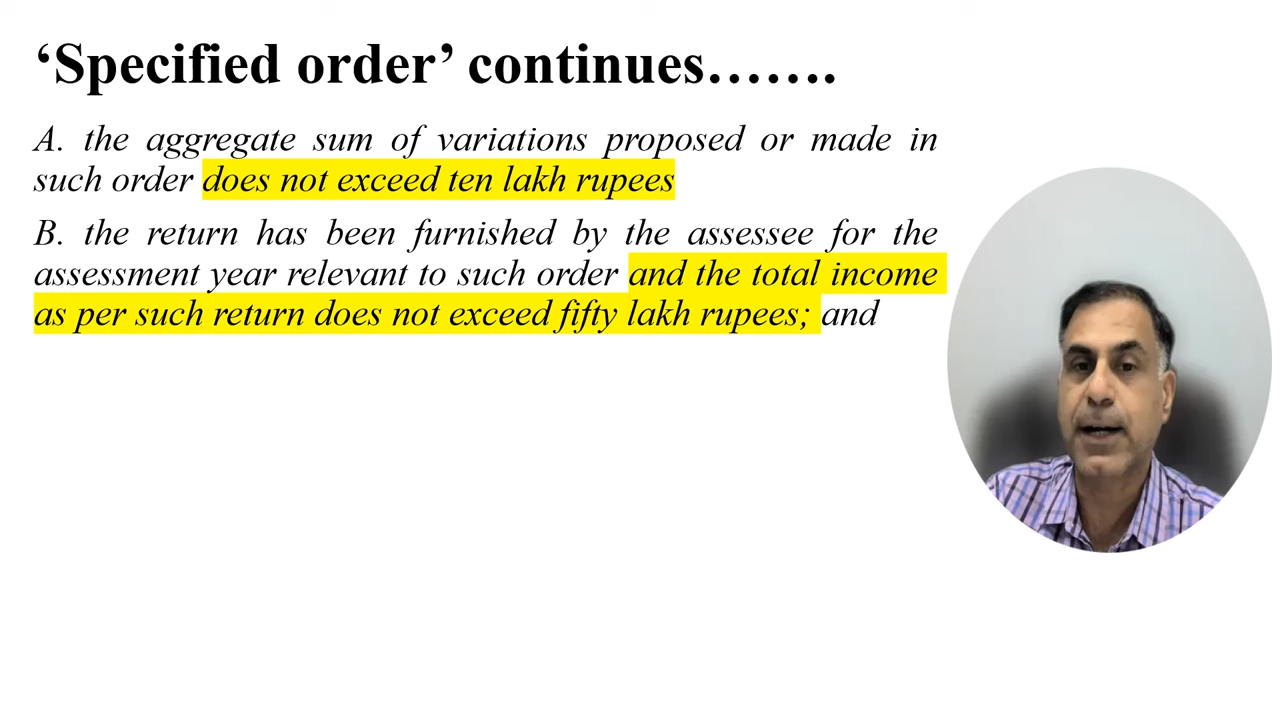 ‘Specified order’ continues…….
A. the aggregate sum of variations proposed or made in
such order does not exceed ten lakh rupees
B. the return has been furnished by the assessee for the
assessment year relevant to such order and the total income
as per such return does not exceed fifty lakh rupees; and